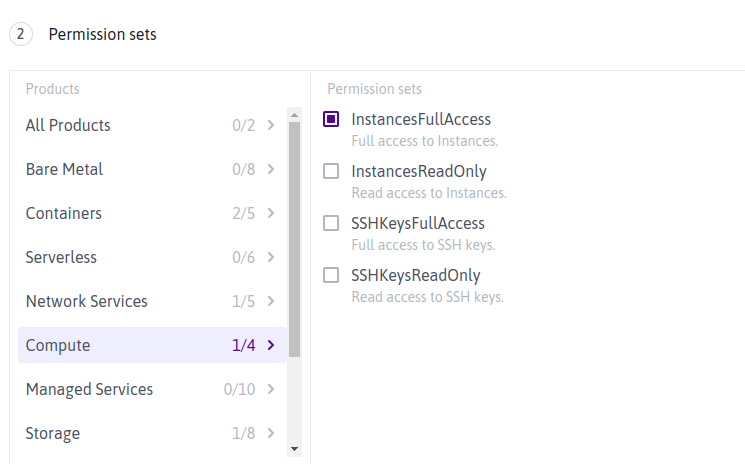 2 Permission sets
Products
All Products 0/2
Bare Metal 0/8
Containers 2/5
Serverless 0/6
Network Services 1/5
Compute 1/4
Managed Services 0/10
Storage 1/8
Permission sets
InstancesFullAccess
Full access to Instances.
InstancesReadOnly
Read access to Instances.
SSHKeysFullAccess
Full access to SSH keys.
SSHKeysReadOnly
Read access to SSH keys.